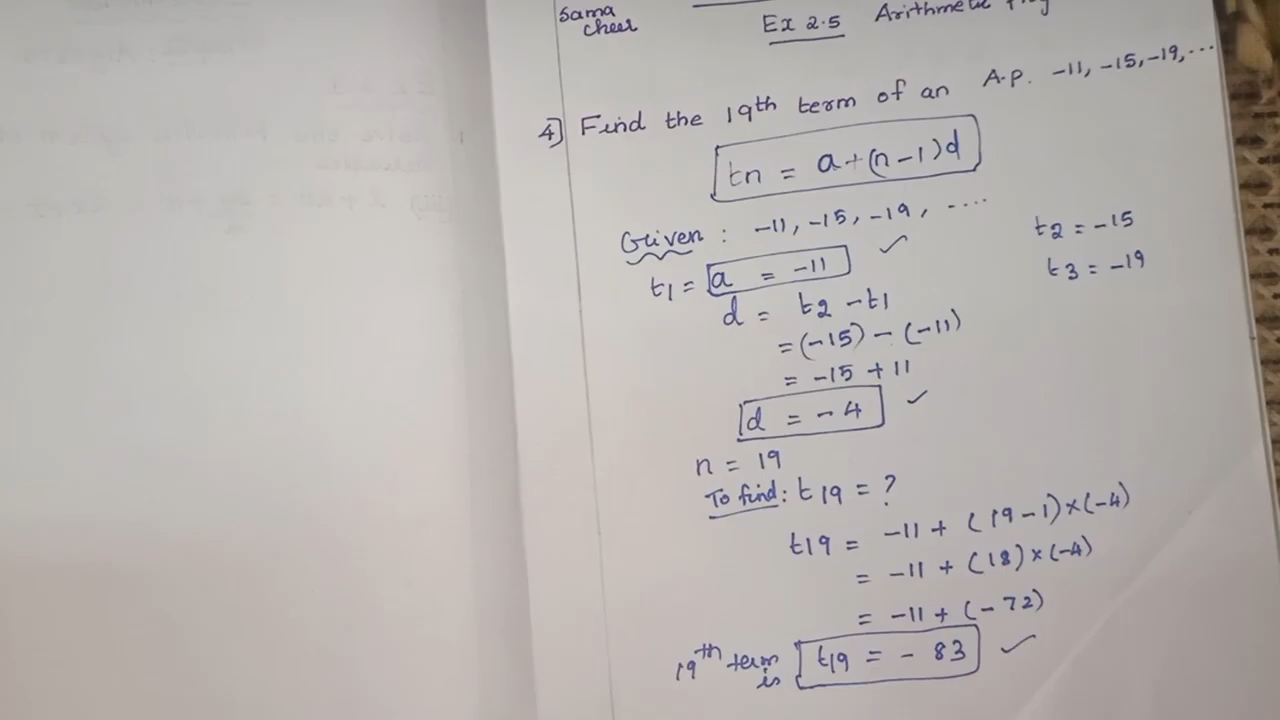 Sama
cheer
Ex 2.5 Arithmetic
4] Find the 19th term of an A.p. -11, -15, -19, ...
tn = a+(n-1)d
Given : -11, -15, -19, ....
t1 = a = -11
t2 = -15
t3 = -19
d = t2 - t1
= (-15) - (-11)
= -15 + 11
d = -4
n = 19
To find: t19 = ?
t19 = -11 + (19-1)×(-4)
= -11 + (18)×(-4)
= -11 + (-72)
19th term is t19 = -83